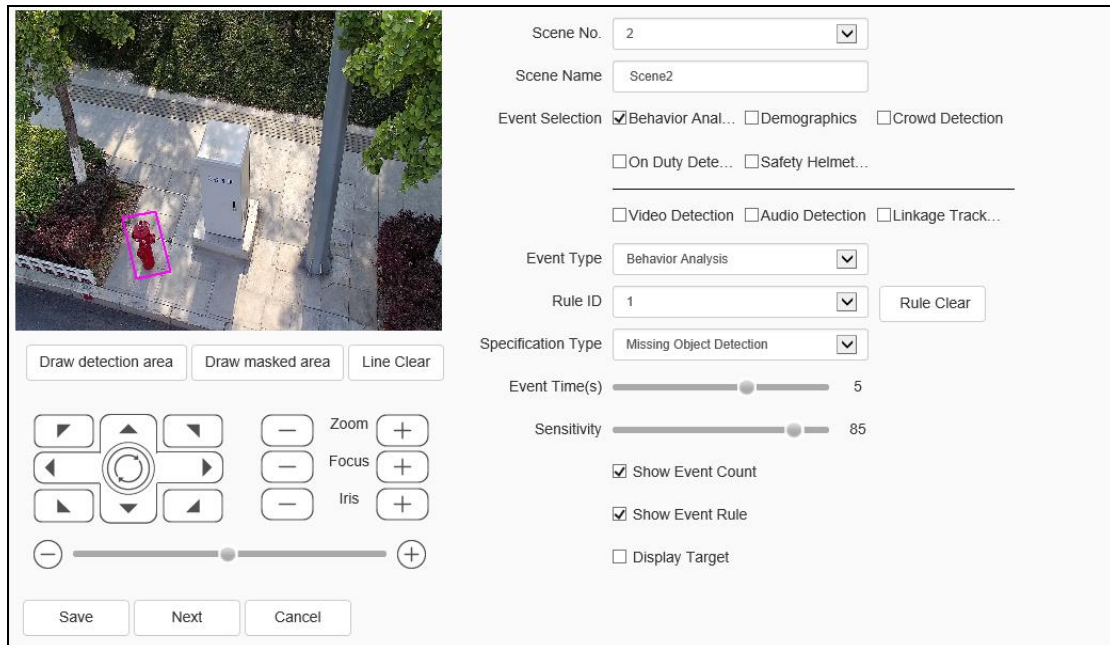 Scene No. 2
Scene Name Scene2
Event Selection Behavior Anal... Demographics Crowd Detection
On Duty Dete... Safety Helmet...
Video Detection Audio Detection Linkage Track...
Event Type Behavior Analysis
Rule ID 1 Rule Clear
Specification Type Missing Object Detection
Event Time(s) 5
Sensitivity 85
Show Event Count
Show Event Rule
Display Target
Draw detection area Draw masked area Line Clear
Zoom
Focus
Iris
Save Next Cancel